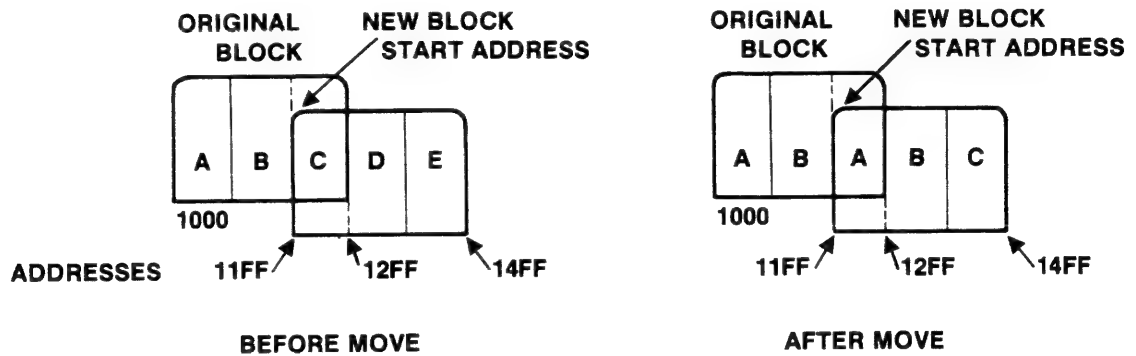 ORIGINAL BLOCK
NEW BLOCK START ADDRESS
A B C D E
1000
ADDRESSES 11FF 12FF 14FF
BEFORE MOVE
ORIGINAL BLOCK
NEW BLOCK START ADDRESS
A B A B C
1000
11FF 12FF 14FF
AFTER MOVE